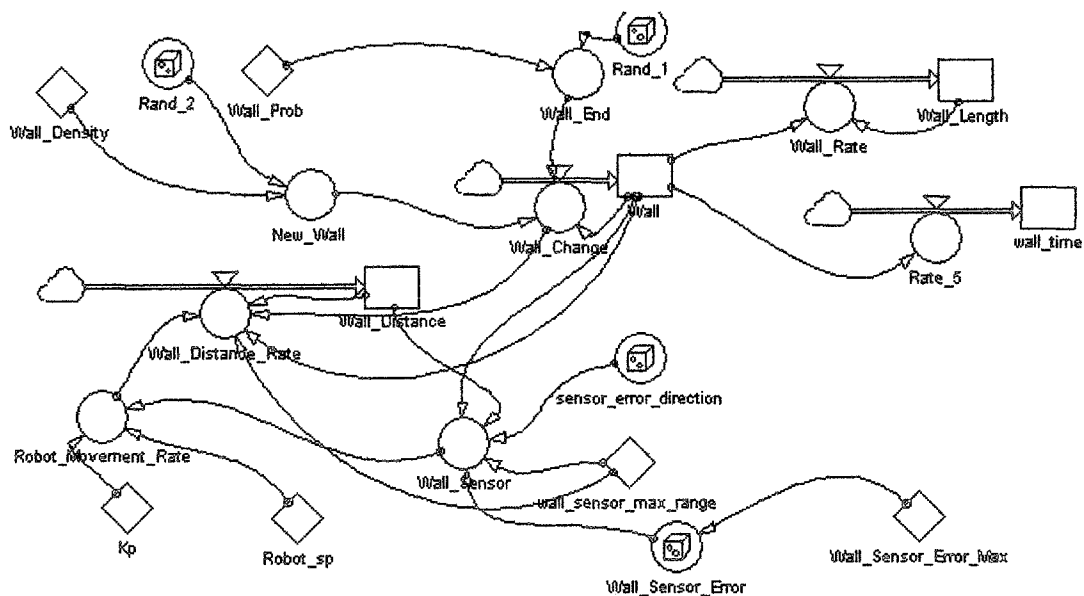 Rand_1
Rand_2
Wall_Prob
Wall_End
Wall_Length
Wall_Density
Wall_Rate
Wall
New_Wall
Wall_Change
wall_time
Rate_5
Wall_Distance
Wall_Distance_Rate
sensor_error_direction
Robot_Movement_Rate
Wall_sensor
wall_sensor_max_range
Kp
Robot_sp
Wall_Sensor_Error
Wall_Sensor_Error_Max